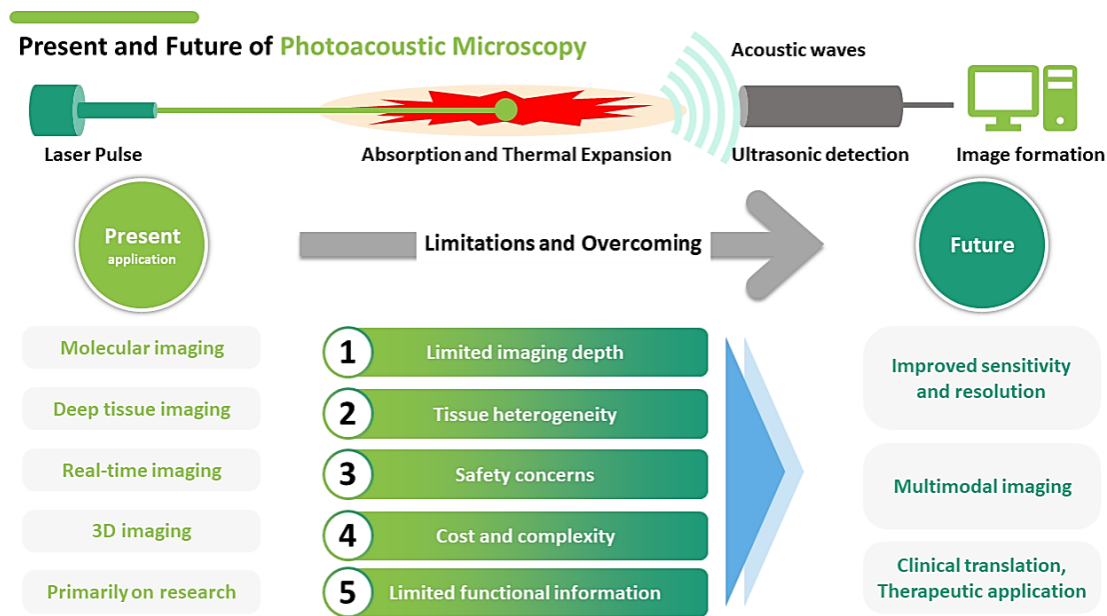 Present and Future of Photoacoustic Microscopy
Acoustic waves
Laser Pulse
Absorption and Thermal Expansion
Ultrasonic detection
Image formation
Present
application
Limitations and Overcoming
Future
Molecular imaging
Deep tissue imaging
Real-time imaging
3D imaging
Primarily on research
1 Limited imaging depth
2 Tissue heterogeneity
3 Safety concerns
4 Cost and complexity
5 Limited functional information
Improved sensitivity
and resolution
Multimodal imaging
Clinical translation,
Therapeutic application